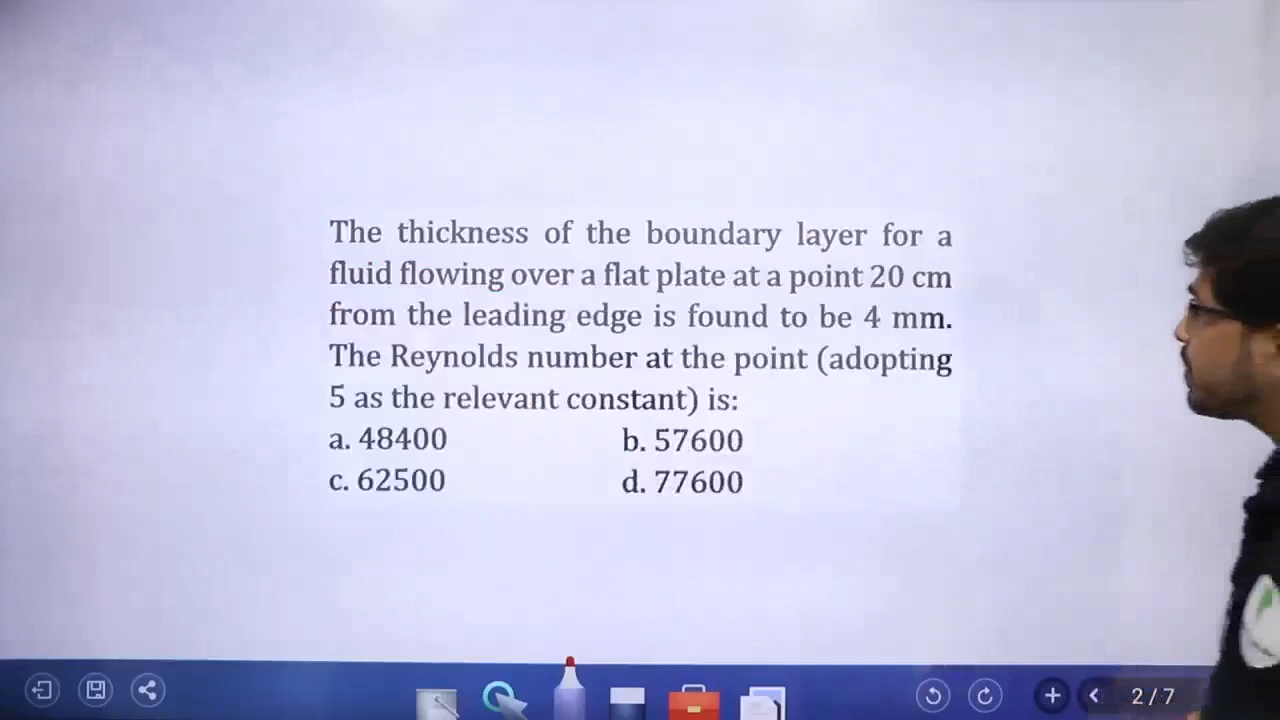 The thickness of the boundary layer for a
fluid flowing over a flat plate at a point 20 cm
from the leading edge is found to be 4 mm.
The Reynolds number at the point (adopting
5 as the relevant constant) is:
a. 48400 b. 57600
c. 62500 d. 77600
2 / 7